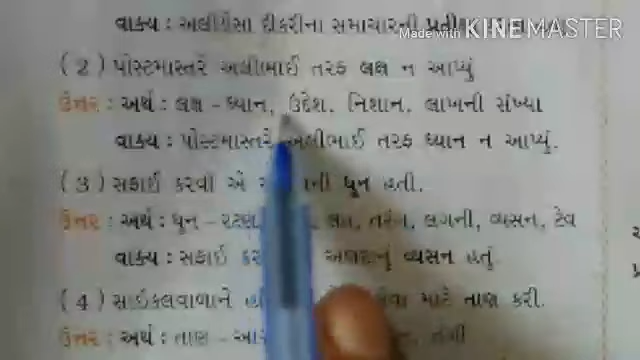 વાક્ય : અલીડોસા દીકરીના સમાચારની
Made with KINEMASTER
(2) પોસ્ટમાસ્તરે અલીભાઈ તરફ લક્ષ ન આપ્યું
ઉત્તર : અર્થ : લક્ષ - ધ્યાન, ઉદેશ, નિશાન, લાખની સંખ્યા
વાક્ય : પોસ્ટમાસ્તરે અલીભાઈ તરફ ધ્યાન ન આપ્યું.
(3) સફાઈ કરવી એ ની ધૂન હતી.
ઉત્તર : અર્થ : ધૂન - રટણ, તરંગ, લગની, વ્યસન, ટેવ
વાક્ય : સફાઈ વ્યસન હતું.
(4) સાઈકલવાળાને માટે તાણ કરી.
ઉત્તર : અર્થ : તાણ - તંગી